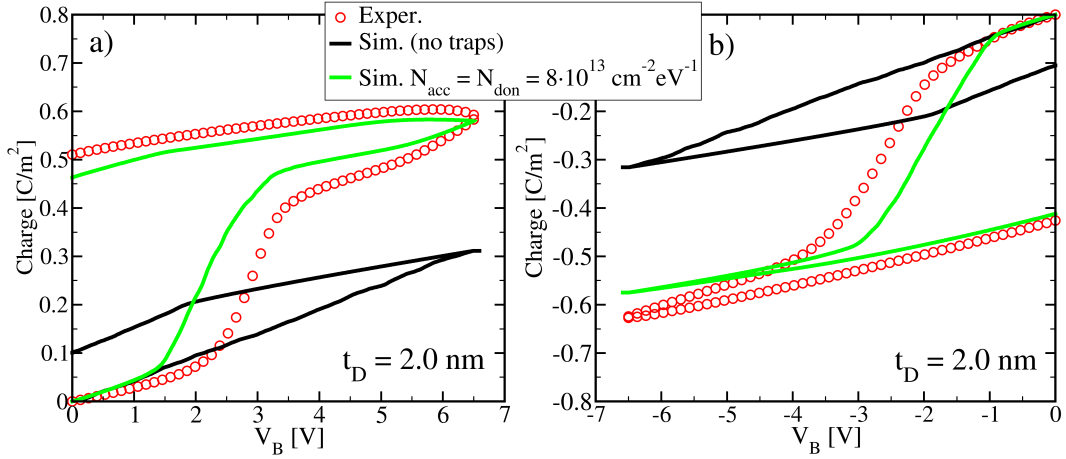 Exper.
Sim. (no traps)
Sim. N_acc = N_don = 8·10^13 cm^-2 eV^-1
a)
0.8
0.7
0.6
0.5
0.4
0.3
0.2
0.1
0
Charge [C/m^2]
t_D = 2.0 nm
0 1 2 3 4 5 6 7
V_B [V]
b)
-0.2
-0.3
-0.4
-0.5
-0.6
-0.7
-0.8
Charge [C/m^2]
t_D = 2.0 nm
-7 -6 -5 -4 -3 -2 -1 0
V_B [V]